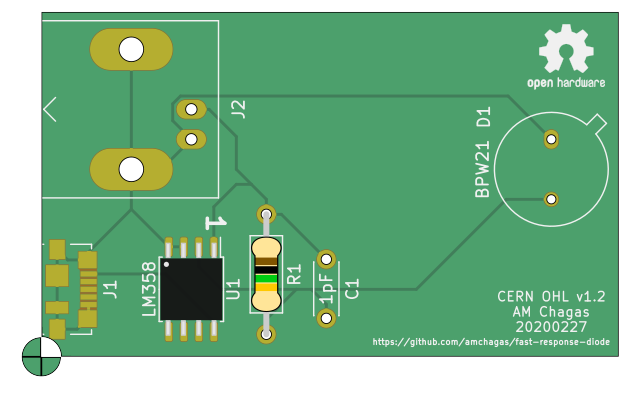 open hardware
J2
D1
BPW21
1
J1
LM358
U1
R1
1pF
C1
CERN OHL v1.2
AM Chagas
20200227
https://github.com/amchagas/fast-response-diode